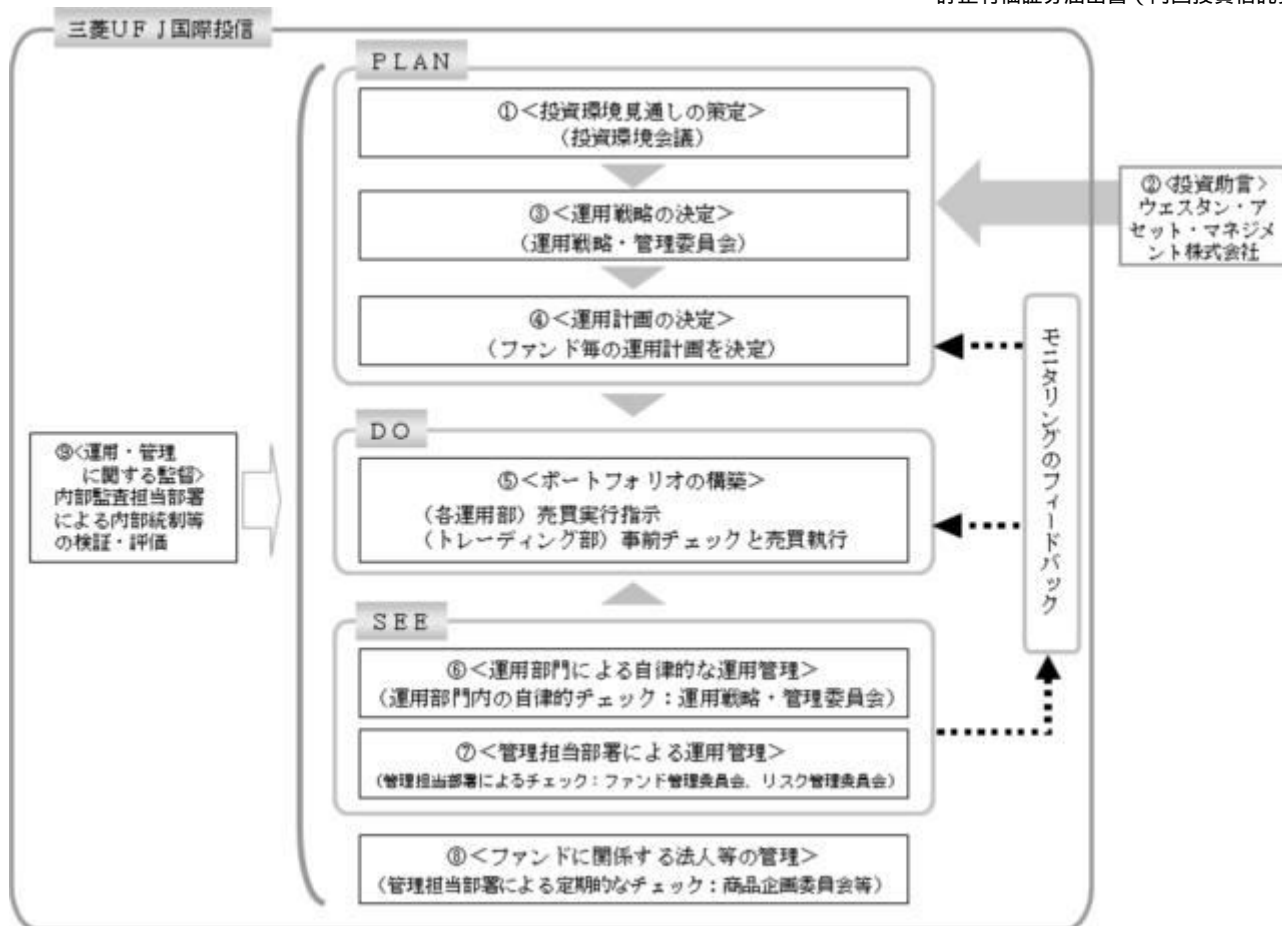 三菱UFJ国際投信
PLAN
①<投資環境見通しの策定>
(投資環境会議)
②<投資助言>
ウェスタン・ア
セット・マネジメ
ント株式会社
③<運用戦略の決定>
(運用戦略・管理委員会)
④<運用計画の決定>
(ファンド毎の運用計画を決定)
モニタリングのフィードバック
DO
⑤<ポートフォリオの構築>
(各運用部)売買実行指示
(トレーディング部)事前チェックと売買執行
⑨<運用・管理
に関する監督>
内部監査担当部署
による内部統制等
の検証・評価
SEE
⑥<運用部門による自律的な運用管理>
(運用部門内の自律的チェック:運用戦略・管理委員会)
⑦<管理担当部署による運用管理>
(管理担当部署によるチェック:ファンド管理委員会、リスク管理委員会)
⑧<ファンドに関係する法人等の管理>
(管理担当部署による定期的なチェック:商品企画委員会等)